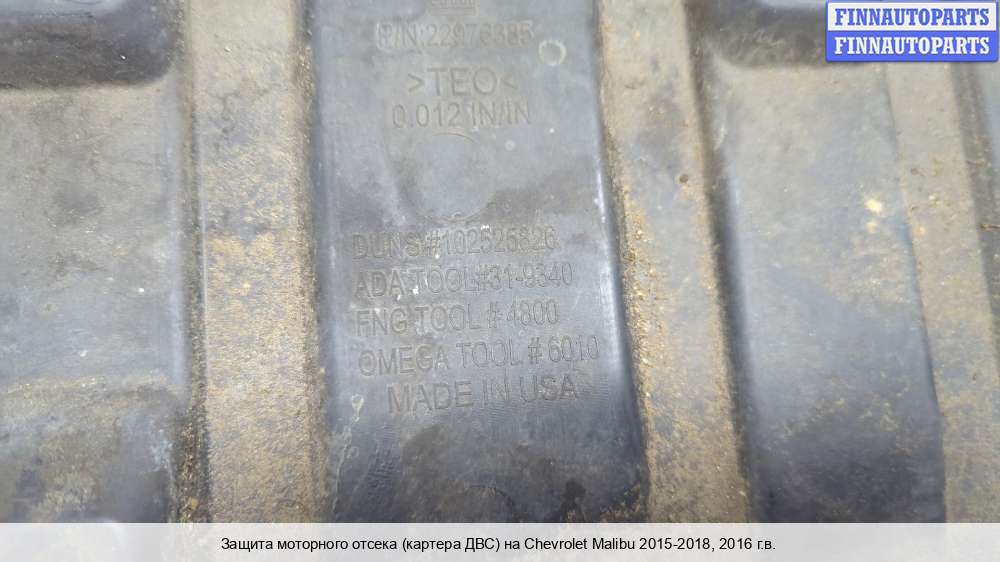 FINNAUTOPARTS
FINNAUTOPARTS
P/N:22976385
>TEO<
0.012 IN/IN
DUNS #102525826
ADA TOOL#31-9340
FNG TOOL # 4800
OMEGA TOOL # 6010
MADE IN USA
Защита моторного отсека (картера ДВС) на Chevrolet Malibu 2015-2018, 2016 г.в.